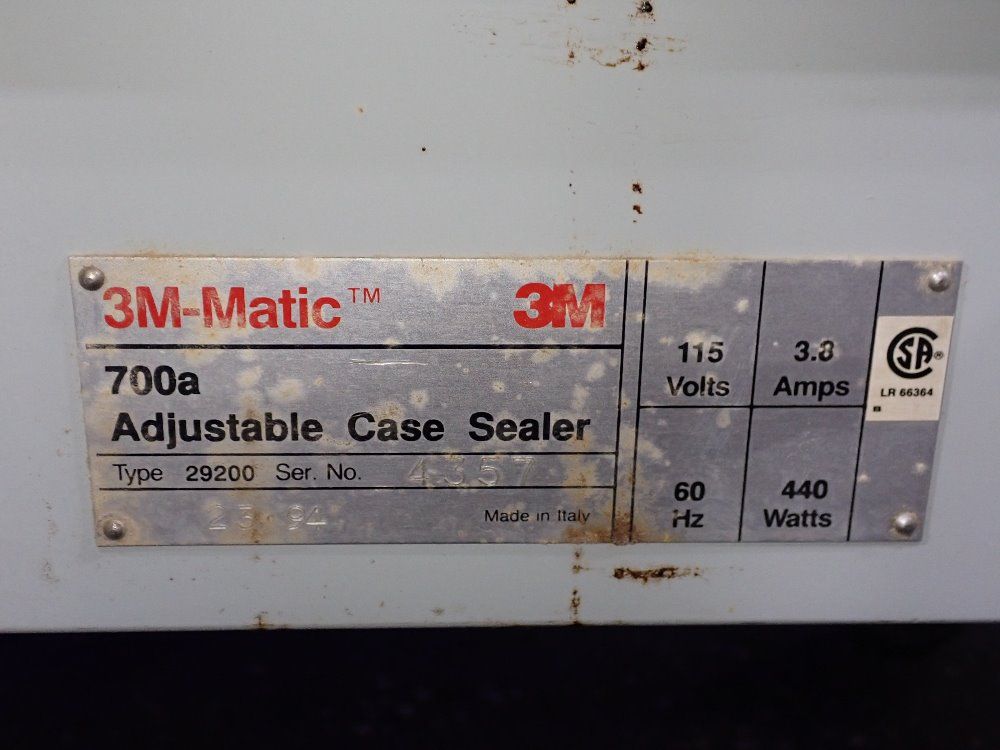 3M-Matic™ 3M
700a
Adjustable Case Sealer
Type 29200 Ser. No. 4357
23 94
Made in Italy
115 Volts
3.8 Amps
60 Hz
440 Watts
SA®
LR 66364